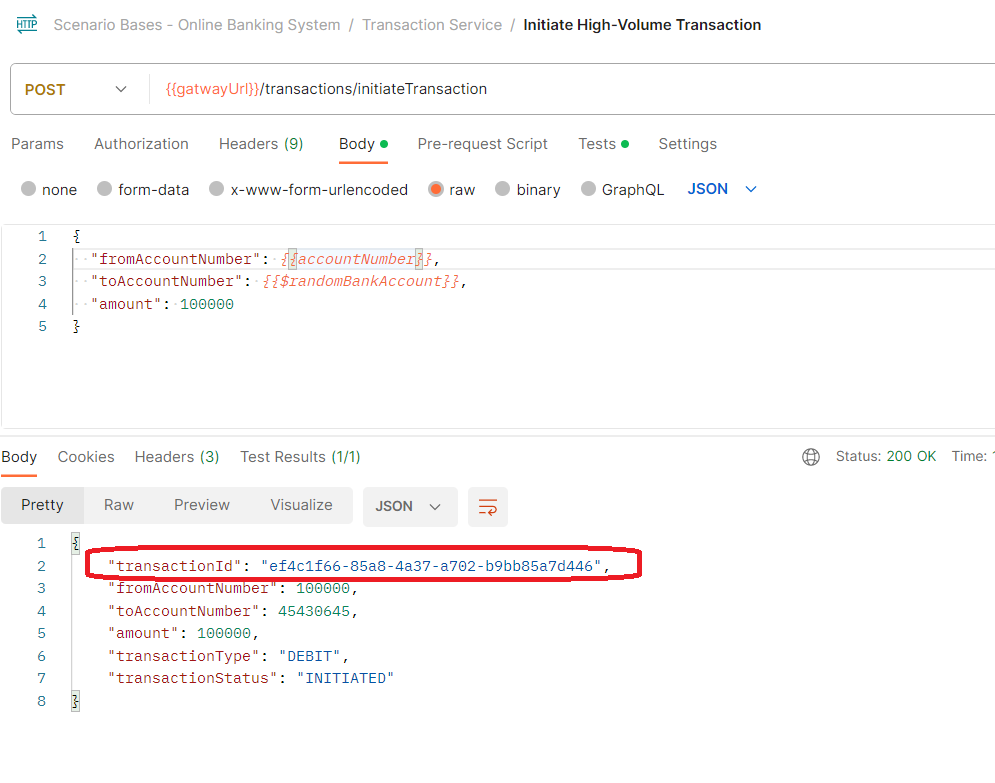 HTTP Scenario Bases - Online Banking System / Transaction Service / Initiate High-Volume Transaction
POST {{gatwayUrl}}/transactions/initiateTransaction
Params Authorization Headers (9) Body Pre-request Script Tests Settings
none form-data x-www-form-urlencoded raw binary GraphQL JSON
1 {
2 "fromAccountNumber": {{accountNumber}},
3 "toAccountNumber": {{$randomBankAccount}},
4 "amount": 100000
5 }
Body Cookies Headers (3) Test Results (1/1) Status: 200 OK Time:
Pretty Raw Preview Visualize JSON
1 {
2 "transactionId": "ef4c1f66-85a8-4a37-a702-b9bb85a7d446",
3 "fromAccountNumber": 100000,
4 "toAccountNumber": 45430645,
5 "amount": 100000,
6 "transactionType": "DEBIT",
7 "transactionStatus": "INITIATED"
8 }